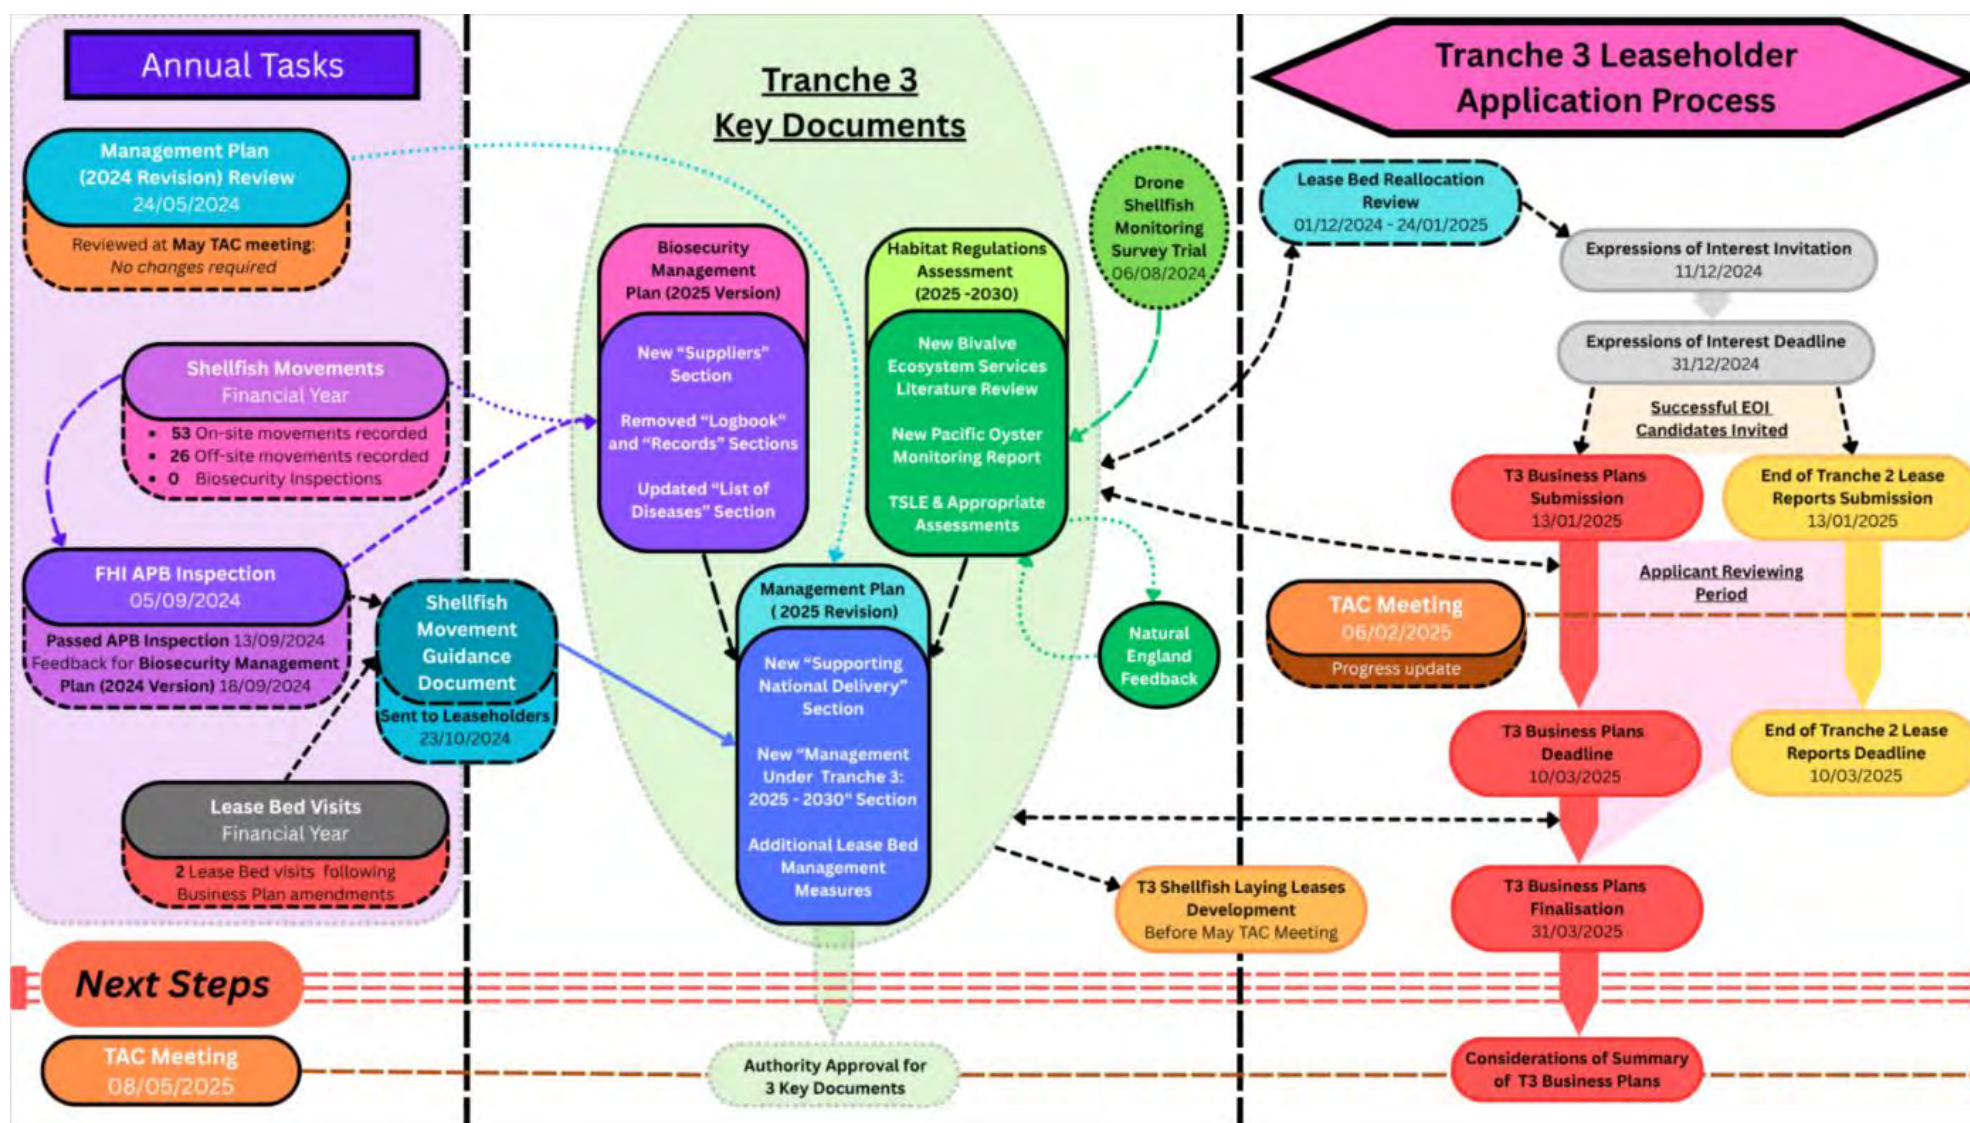 Annual Tasks
Management Plan
(2024 Revision) Review
24/05/2024
Reviewed at May TAC meeting:
No changes required
Shellfish Movements
Financial Year
• 53 On-site movements recorded
• 26 Off-site movements recorded
• 0 Biosecurity Inspections
FHI APB Inspection
05/09/2024
Passed APB Inspection 13/09/2024
Feedback for Biosecurity Management
Plan (2024 Version) 18/09/2024
Shellfish
Movement
Guidance
Document
Sent to Leaseholders
23/10/2024
Lease Bed Visits
Financial Year
2 Lease Bed visits following
Business Plan amendments
Tranche 3
Key Documents
Biosecurity
Management
Plan (2025 Version)
New “Suppliers”
Section
Removed “Logbook”
and “Records” Sections
Updated “List of
Diseases” Section
Habitat Regulations
Assessment
(2025 -2030)
New Bivalve
Ecosystem Services
Literature Review
New Pacific Oyster
Monitoring Report
TSLE & Appropriate
Assessments
Drone
Shellfish
Monitoring
Survey Trial
06/08/2024
Natural
England
Feedback
Management Plan
( 2025 Revision)
New “Supporting
National Delivery”
Section
New “Management
Under Tranche 3:
2025 - 2030” Section
Additional Lease Bed
Management
Measures
T3 Shellfish Laying Leases
Development
Before May TAC Meeting
Tranche 3 Leaseholder
Application Process
Lease Bed Reallocation
Review
01/12/2024 - 24/01/2025
Expressions of Interest Invitation
11/12/2024
Expressions of Interest Deadline
31/12/2024
Successful EOI
Candidates Invited
T3 Business Plans
Submission
13/01/2025
End of Tranche 2 Lease
Reports Submission
13/01/2025
Applicant Reviewing
Period
TAC Meeting
06/02/2025
Progress update
T3 Business Plans
Deadline
10/03/2025
End of Tranche 2 Lease
Reports Deadline
10/03/2025
T3 Business Plans
Finalisation
31/03/2025
Next Steps
TAC Meeting
08/05/2025
Authority Approval for
3 Key Documents
Considerations of Summary
of T3 Business Plans